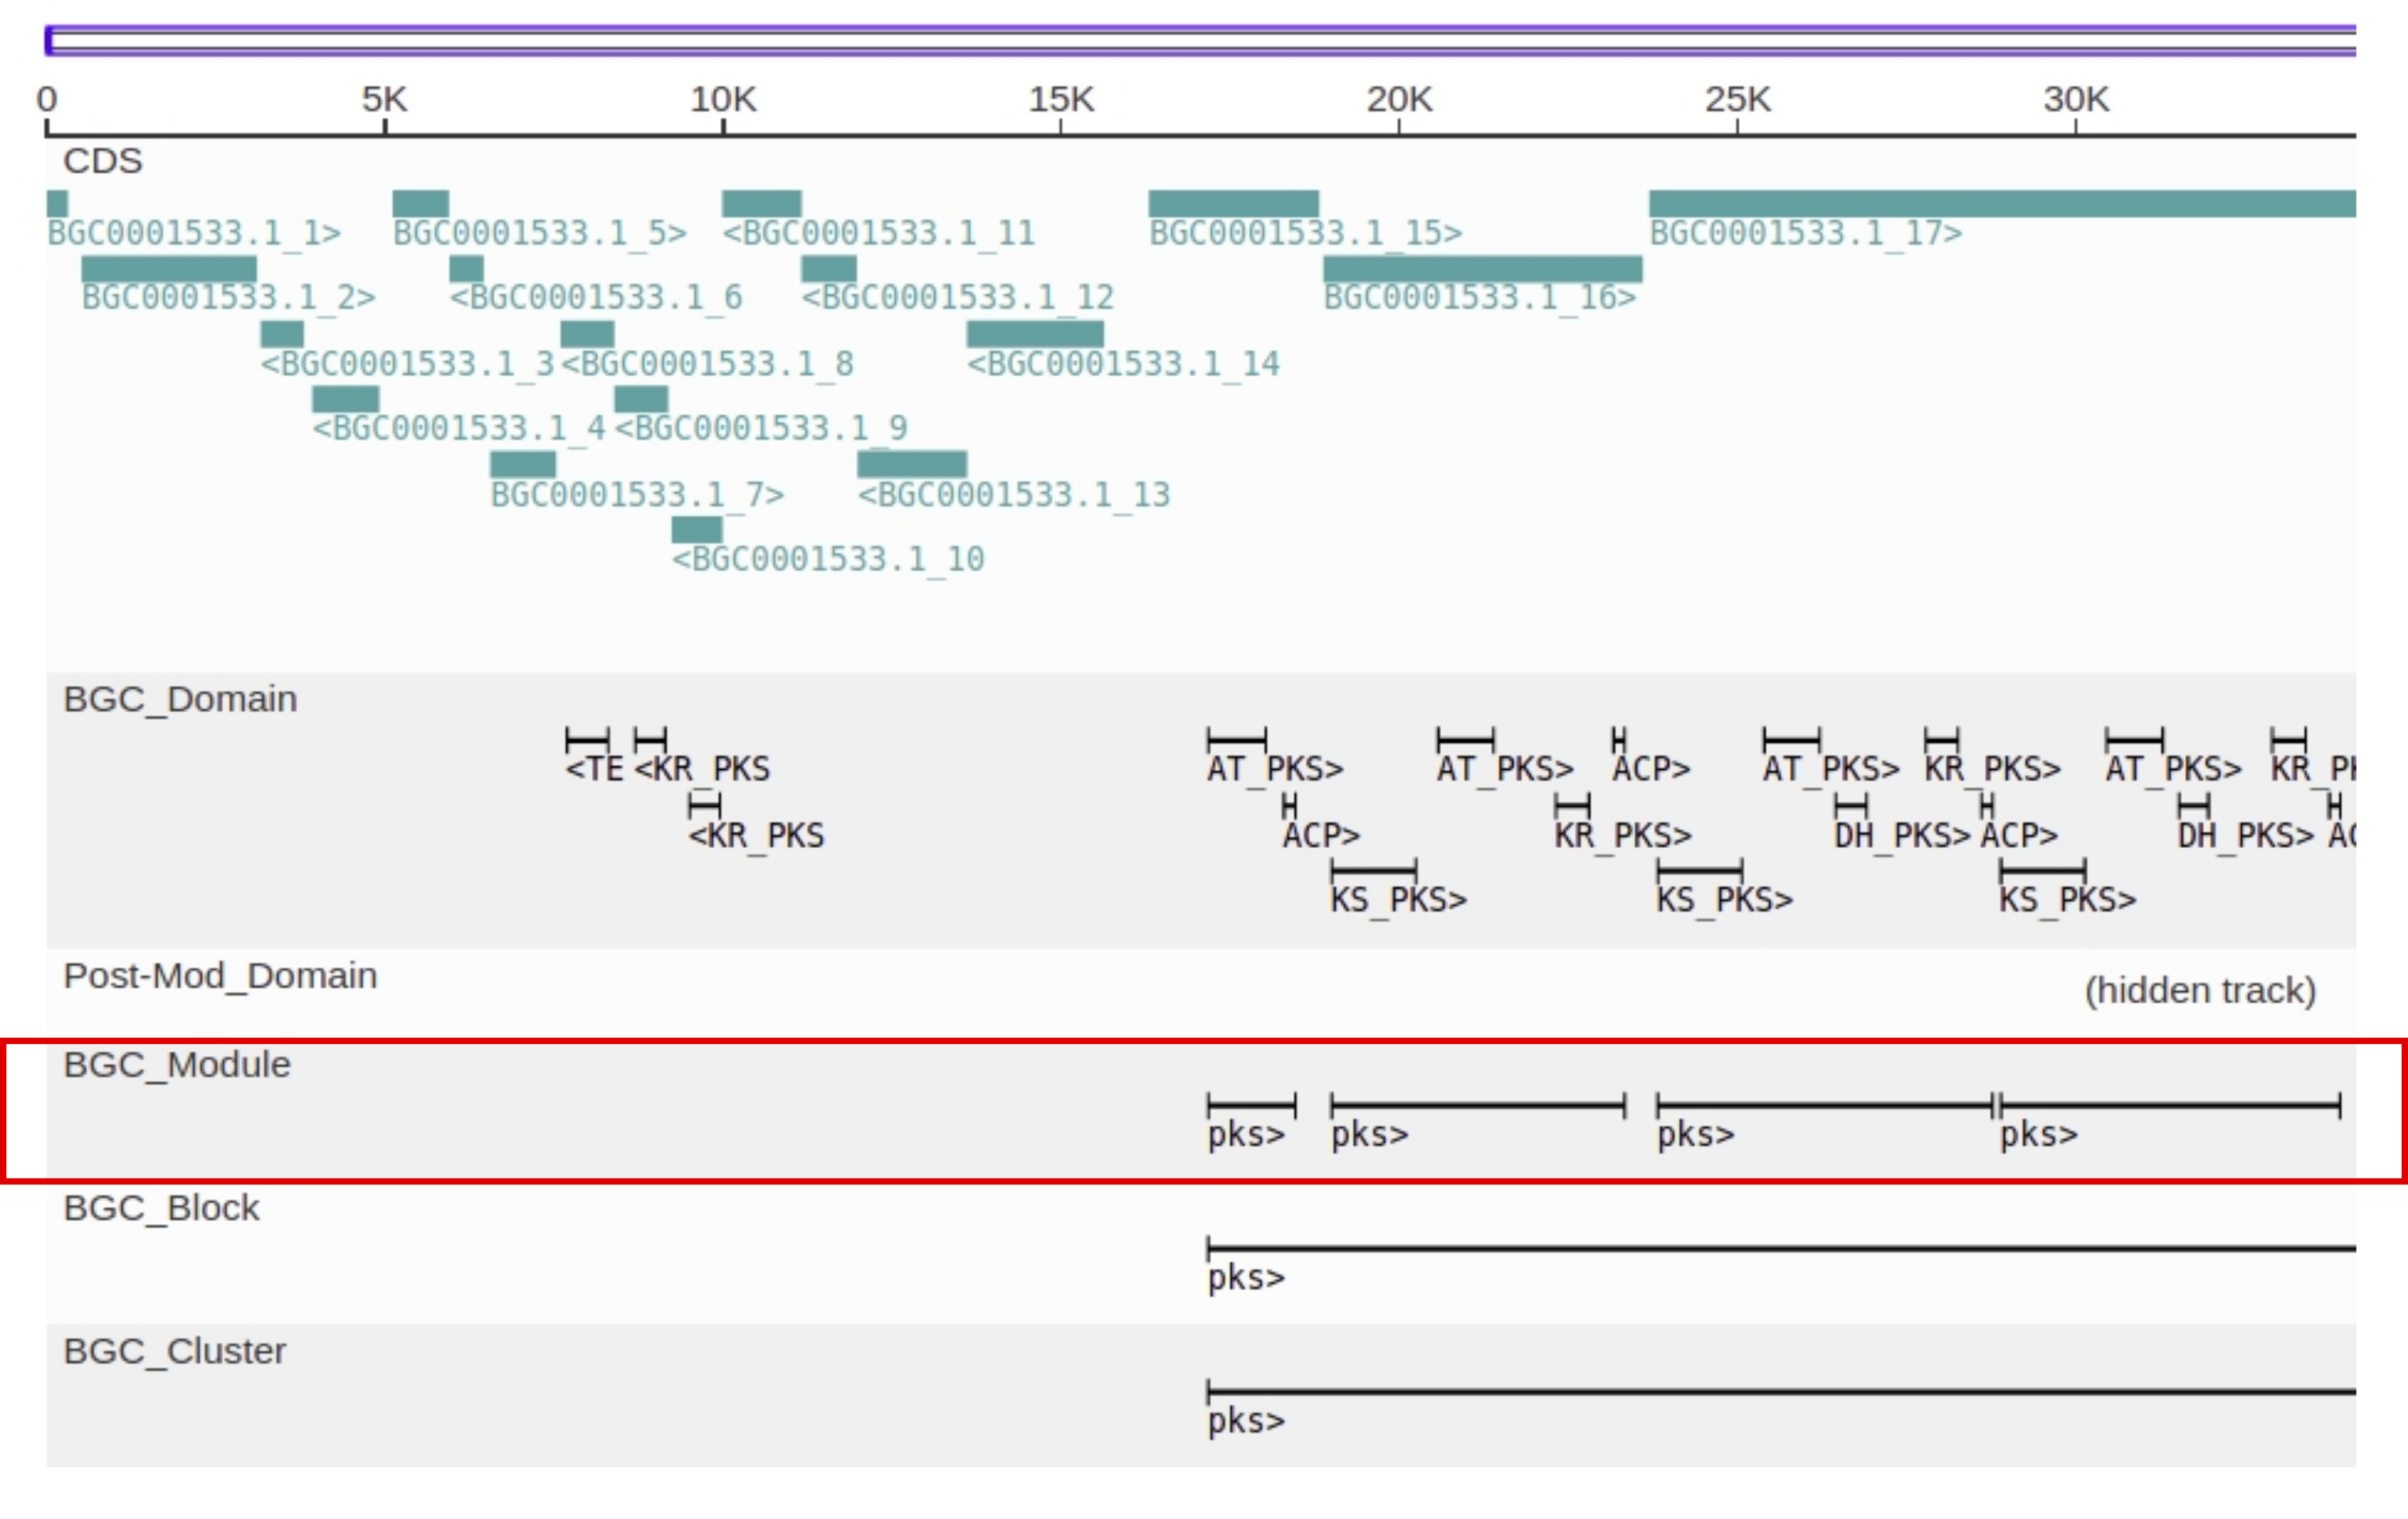 0 5K 10K 15K 20K 25K 30K
CDS
BGC0001533.1_1> BGC0001533.1_5> <BGC0001533.1_11 BGC0001533.1_15> BGC0001533.1_17>
BGC0001533.1_2> <BGC0001533.1_6 <BGC0001533.1_12 BGC0001533.1_16>
<BGC0001533.1_3 <BGC0001533.1_8 <BGC0001533.1_14
<BGC0001533.1_4 <BGC0001533.1_9
BGC0001533.1_7> <BGC0001533.1_13
<BGC0001533.1_10
BGC_Domain
<TE <KR_PKS AT_PKS> AT_PKS> ACP> AT_PKS> KR_PKS> AT_PKS> KR_P
<KR_PKS ACP> KR_PKS> DH_PKS> ACP> DH_PKS> A
KS_PKS> KS_PKS> KS_PKS>
Post-Mod_Domain (hidden track)
BGC_Module
pks> pks> pks> pks>
BGC_Block
pks>
BGC_Cluster
pks>